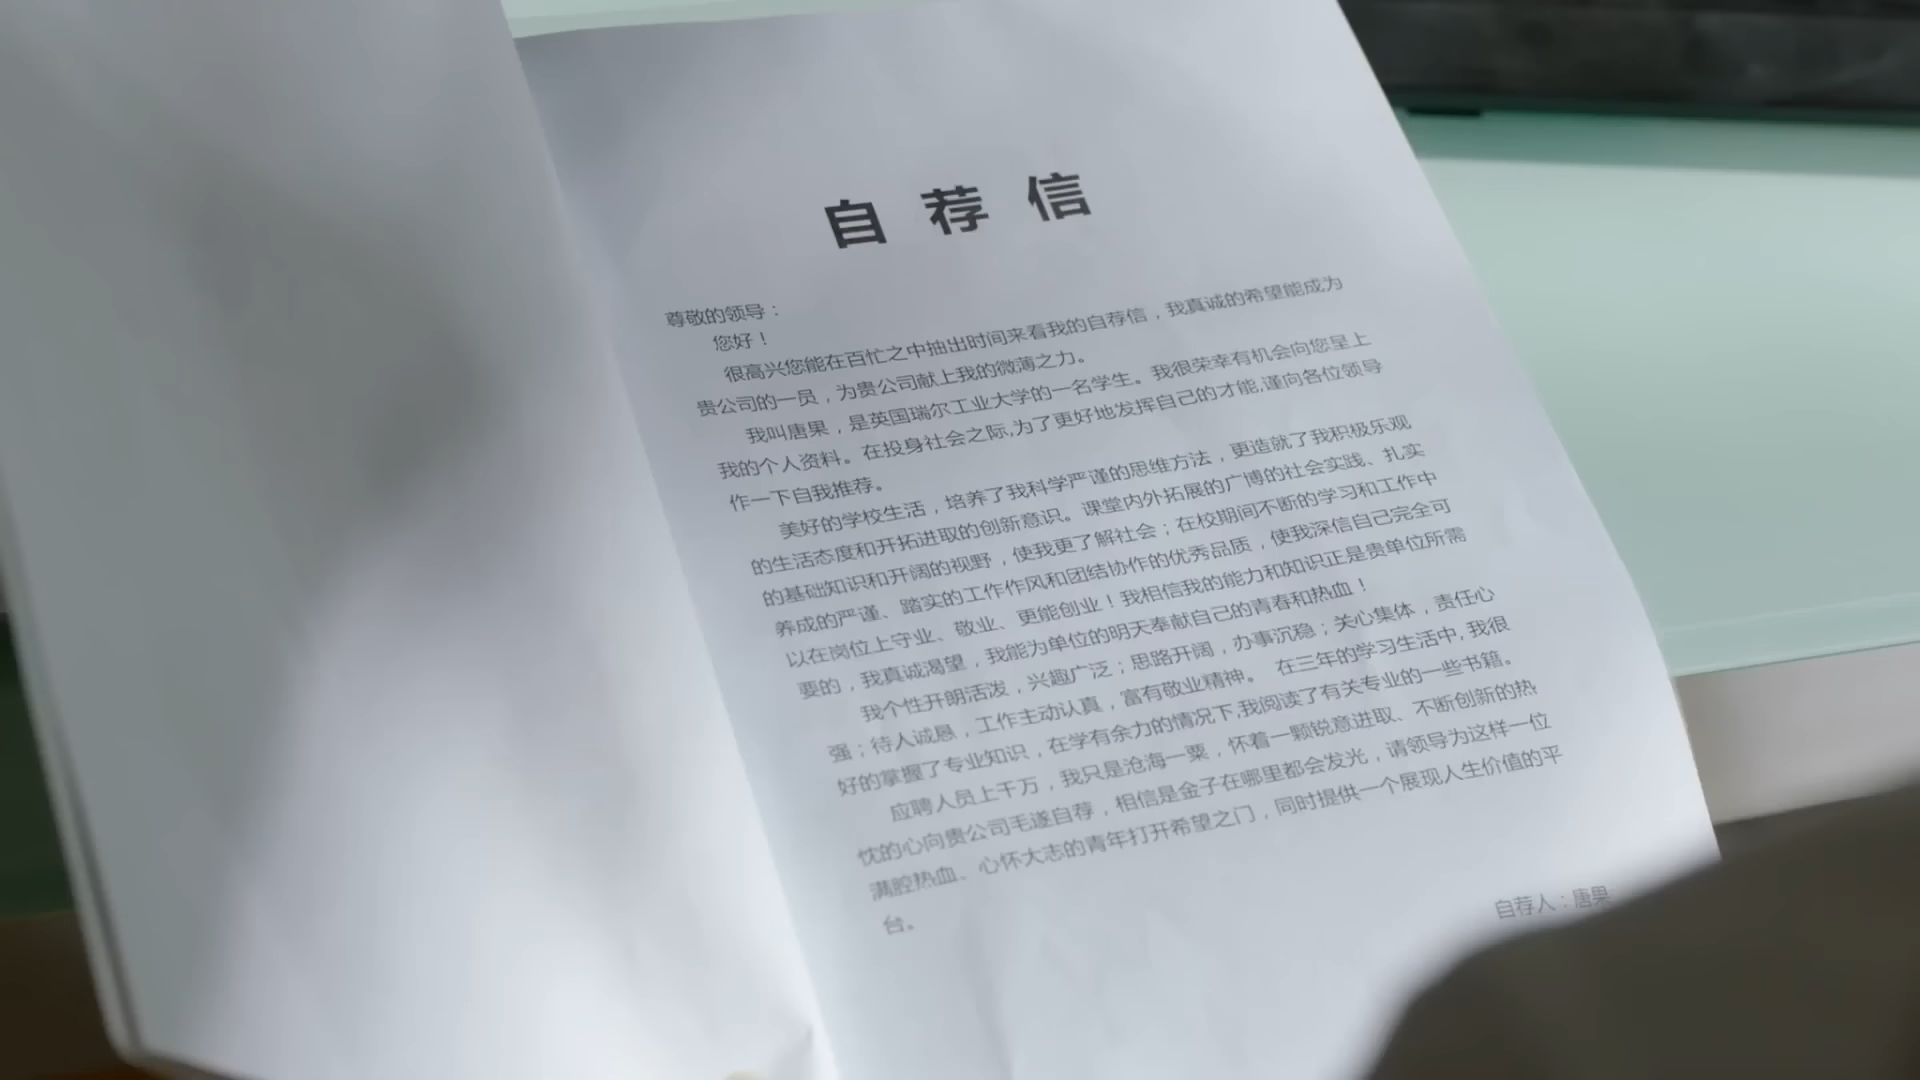 自荐信
尊敬的领导：
您好！
很高兴您能在百忙之中抽出时间来看我的自荐信，我真诚的希望能成为
贵公司的一员，为贵公司献上我的微薄之力。
我叫唐果，是英国瑞尔工业大学的一名学生。我很荣幸有机会向您呈上
我的个人资料。在投身社会之际,为了更好地发挥自己的才能,谨向各位领导
作一下自我推荐。
美好的学校生活，培养了我科学严谨的思维方法，更造就了我积极乐观
的生活态度和开拓进取的创新意识。课堂内外拓展的广博的社会实践、扎实
的基础知识和开阔的视野，使我更了解社会；在校期间不断的学习和工作中
养成的严谨、踏实的工作作风和团结协作的优秀品质，使我深信自己完全可
以在岗位上守业、敬业、更能创业！我相信我的能力和知识正是贵单位所需
要的，我真诚渴望，我能为单位的明天奉献自己的青春和热血！
我个性开朗活泼，兴趣广泛；思路开阔，办事沉稳；关心集体，责任心
强；待人诚恳，工作主动认真，富有敬业精神。 在三年的学习生活中, 我很
好的掌握了专业知识，在学有余力的情况下,我阅读了有关专业的一些书籍。
应聘人员上千万，我只是沧海一粟，怀着一颗锐意进取、不断创新的热
忱的心向贵公司毛遂自荐，相信是金子在哪里都会发光，请领导为这样一位
满腔热血、心怀大志的青年打开希望之门，同时提供一个展现人生价值的平
台。
自荐人：唐果